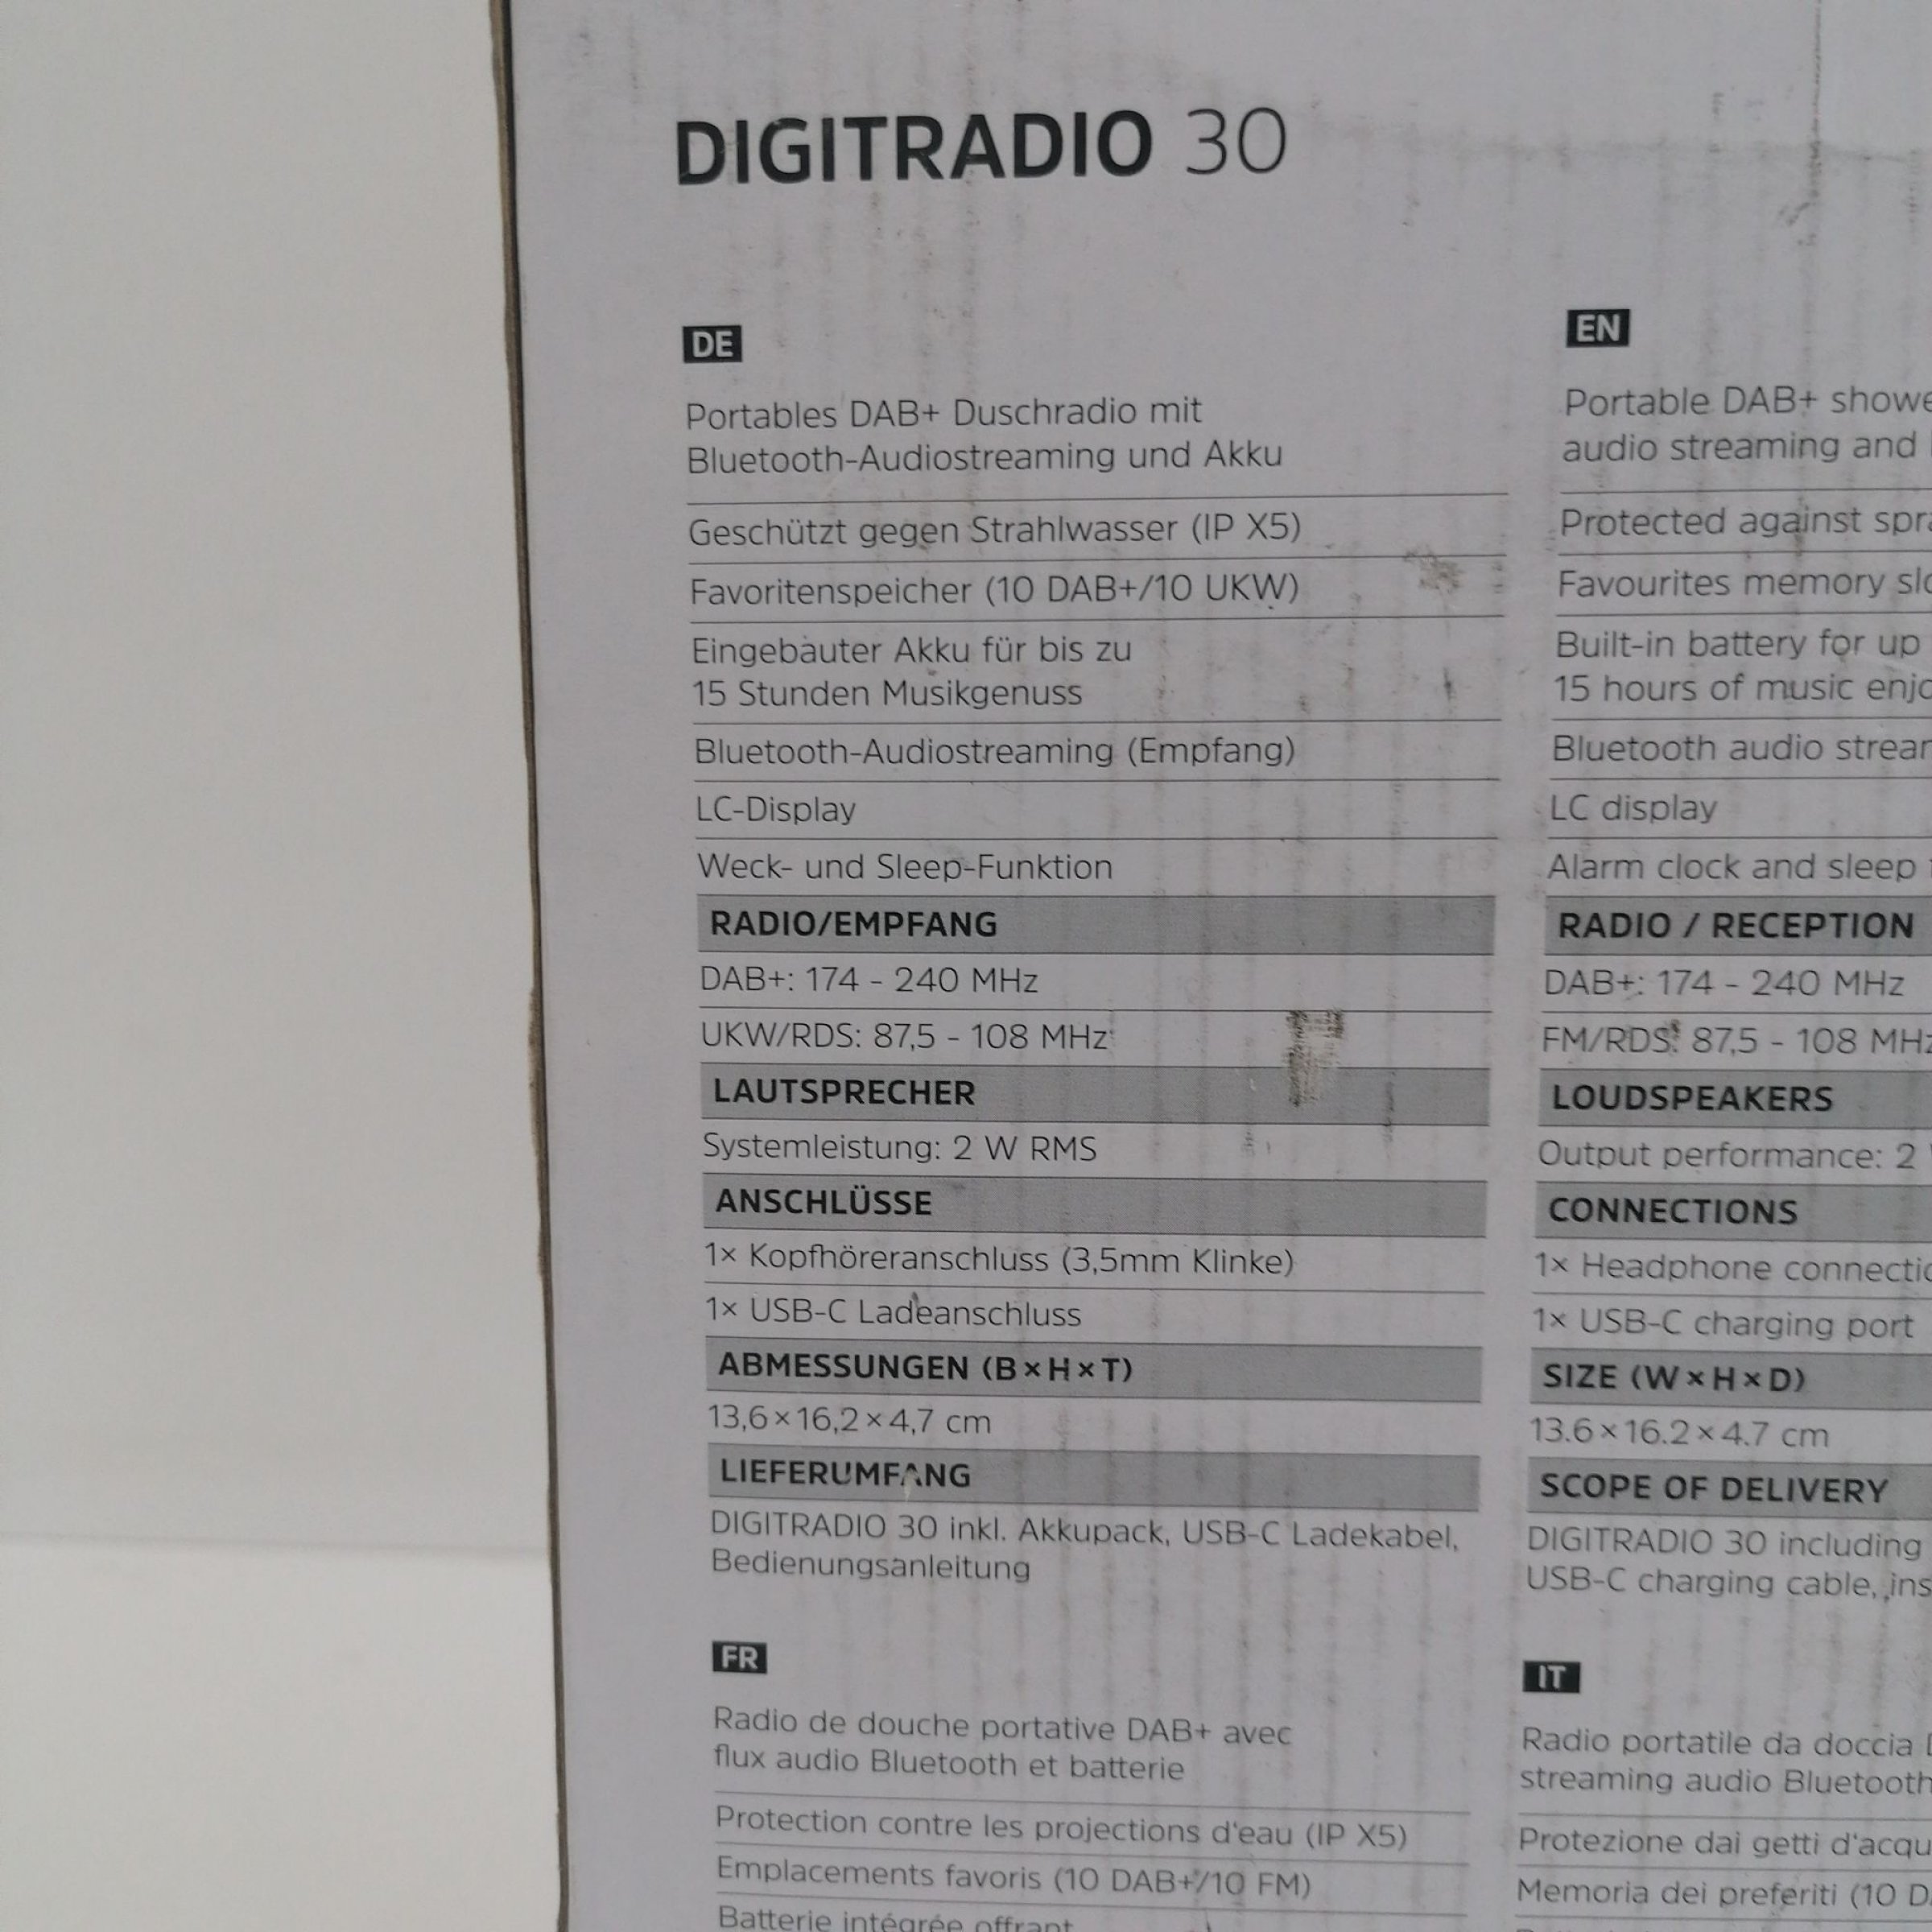 DIGITRADIO 30
DE
Portables DAB+ Duschradio mit
Bluetooth-Audiostreaming und Akku
Geschützt gegen Strahlwasser (IP X5)
Favoritenspeicher (10 DAB+/10 UKW)
Eingebauter Akku für bis zu
15 Stunden Musikgenuss
Bluetooth-Audiostreaming (Empfang)
LC-Display
Weck- und Sleep-Funktion
RADIO/EMPFANG
DAB+: 174 - 240 MHz
UKW/RDS: 87,5 - 108 MHz
LAUTSPRECHER
Systemleistung: 2 W RMS
ANSCHLÜSSE
1× Kopfhöreranschluss (3,5mm Klinke)
1× USB-C Ladeanschluss
ABMESSUNGEN (B×H×T)
13,6×16,2×4,7 cm
LIEFERUMFANG
DIGITRADIO 30 inkl. Akkupack, USB-C Ladekabel,
Bedienungsanleitung
EN
Portable DAB+
audio streaming and
Protected against
Favourites memory
Built-in battery for up
15 hours of music
Bluetooth audio
LC display
Alarm clock and sleep
RADIO / RECEPTION
DAB+: 174 - 240 MHz
FM/RDS: 87,5 - 108 MHz
LOUDSPEAKERS
Output performance: 2
CONNECTIONS
1× Headphone
1× USB-C charging port
SIZE (W×H×D)
13.6×16.2×4.7 cm
SCOPE OF DELIVERY
DIGITRADIO 30 including
USB-C charging cable,
FR
Radio de douche portative DAB+ avec
flux audio Bluetooth et batterie
Protection contre les projections d'eau (IP X5)
Emplacements favoris (10 DAB+/10 FM)
Batterie intégrée offrant
IT
Radio portatile da doccia
streaming audio Bluetooth
Protezione dai getti
Memoria dei preferiti (10